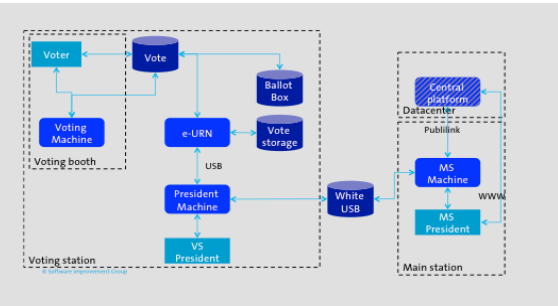 Voter
Vote
Ballot
Box
Voting
Machine
Voting booth
e-URN
Vote
storage
USB
President
Machine
VS
President
Voting station
© Software Improvement Group
White
USB
Central
platform
Datacenter
Publilink
MS
Machine
WWW
MS
President
Main station